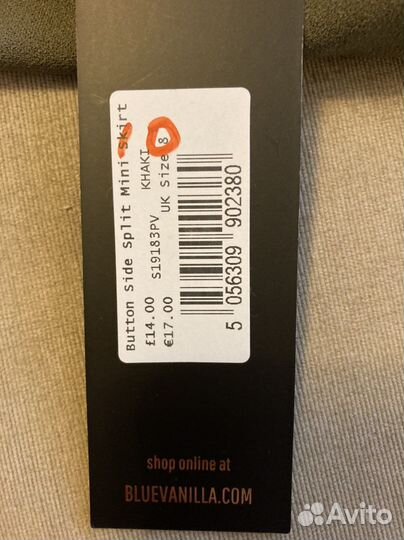 Button Side Split Mini Skirt
KHAKI
£14.00 S19183PV
€17.00 UK Size 8
5 056309 902380
shop online at
BLUEVANILLA.COM
Avito